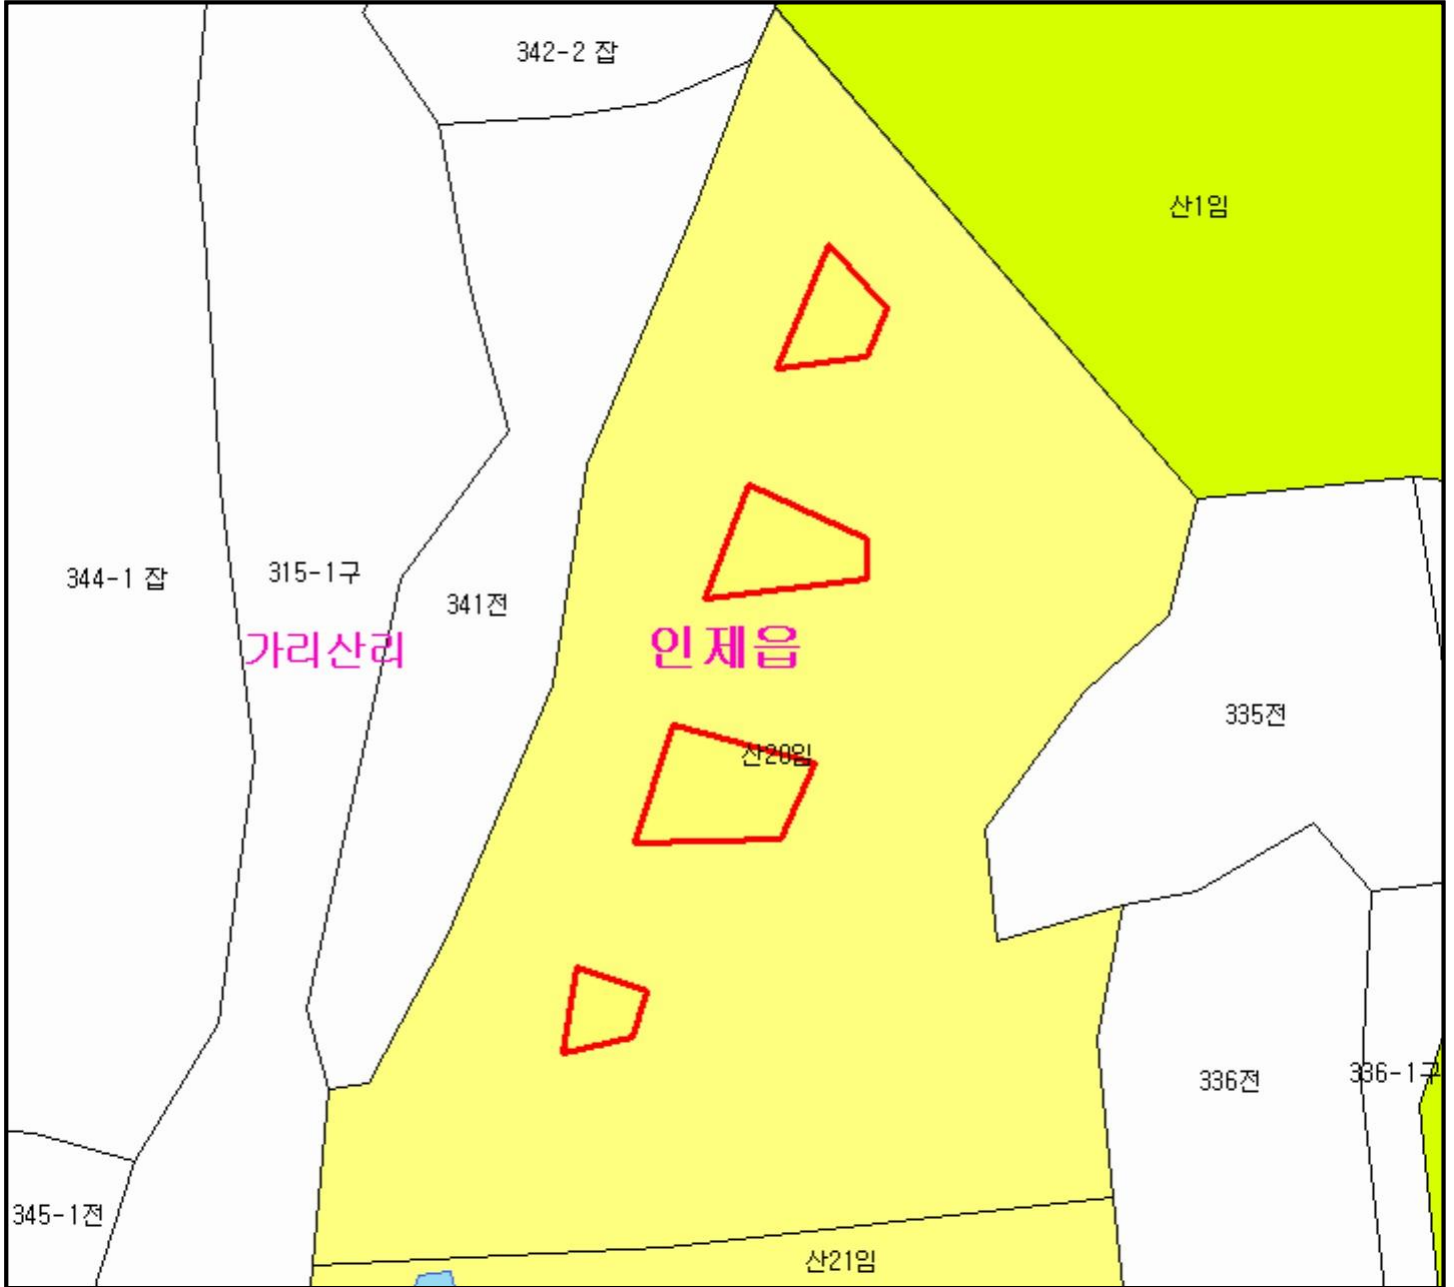 342-2 잡
산1임
344-1 잡
315-1구
341전
가리산리
인제읍
335전
산20임
336전
336-1구
345-1전
산21임